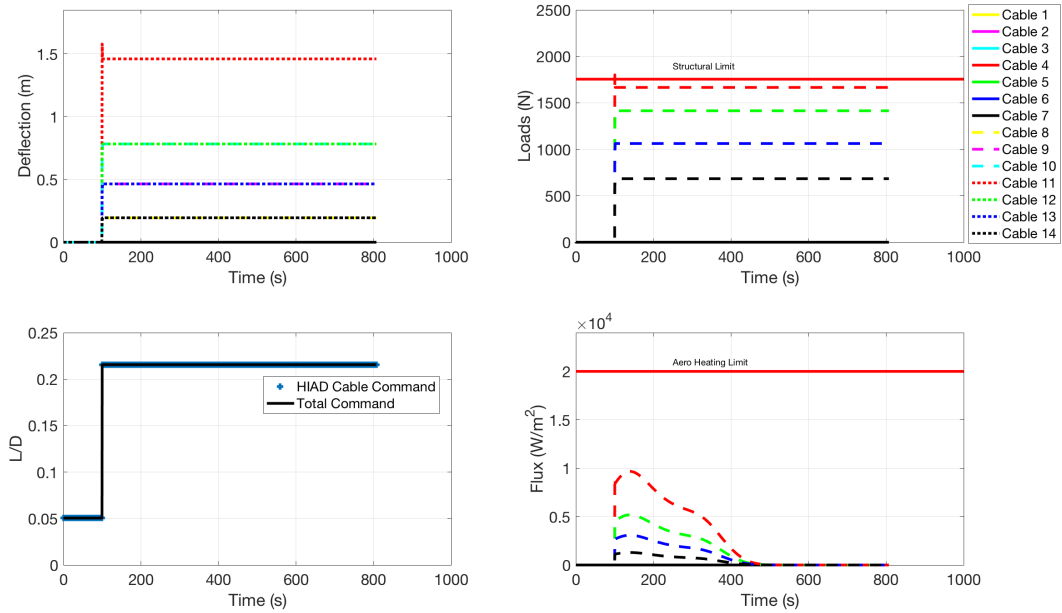 Deflection (m)
1.5
1
0.5
0
0 200 400 600 800 1000
Time (s)
Loads (N)
2500
2000
1500
1000
500
0
Structural Limit
0 200 400 600 800 1000
Time (s)
Cable 1
Cable 2
Cable 3
Cable 4
Cable 5
Cable 6
Cable 7
Cable 8
Cable 9
Cable 10
Cable 11
Cable 12
Cable 13
Cable 14
L/D
0.25
0.2
0.15
0.1
0.05
0
HIAD Cable Command
Total Command
0 200 400 600 800 1000
Time (s)
×10⁴
Flux (W/m²)
2
1.5
1
0.5
0
Aero Heating Limit
0 200 400 600 800 1000
Time (s)